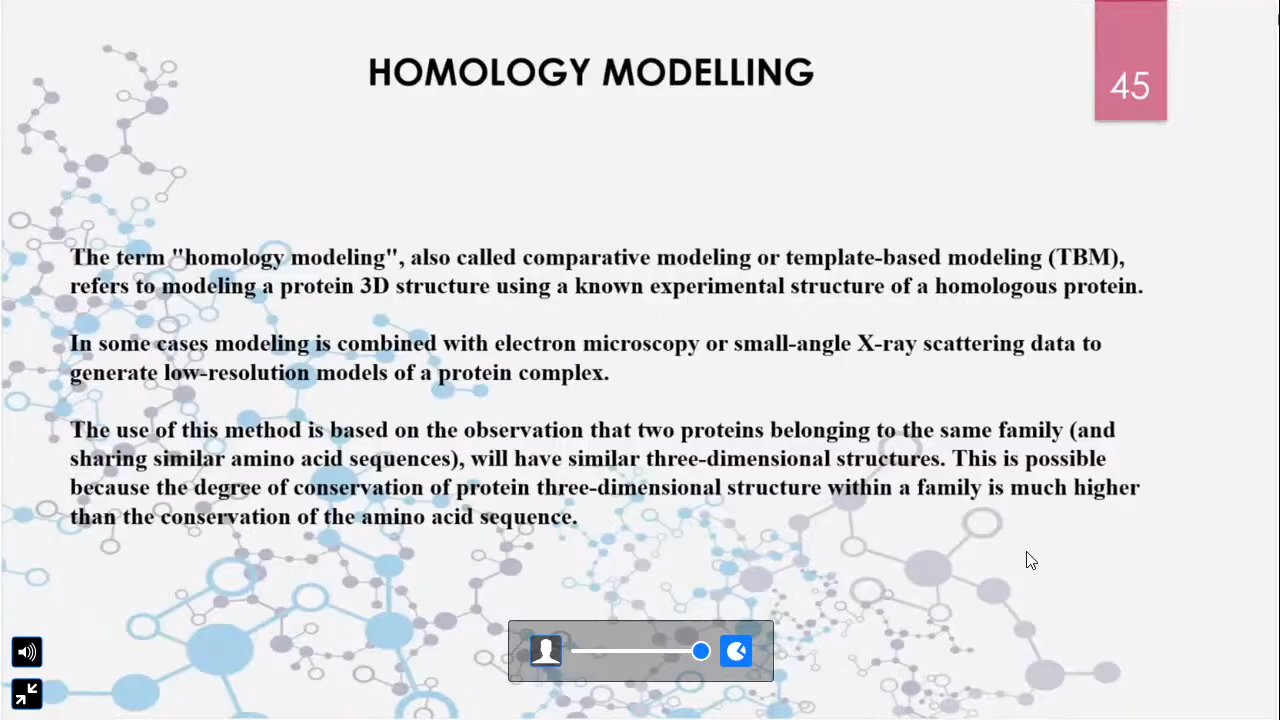 HOMOLOGY MODELLING
45
The term "homology modeling", also called comparative modeling or template-based modeling (TBM),
refers to modeling a protein 3D structure using a known experimental structure of a homologous protein.
In some cases modeling is combined with electron microscopy or small-angle X-ray scattering data to
generate low-resolution models of a protein complex.
The use of this method is based on the observation that two proteins belonging to the same family (and
sharing similar amino acid sequences), will have similar three-dimensional structures. This is possible
because the degree of conservation of protein three-dimensional structure within a family is much higher
than the conservation of the amino acid sequence.